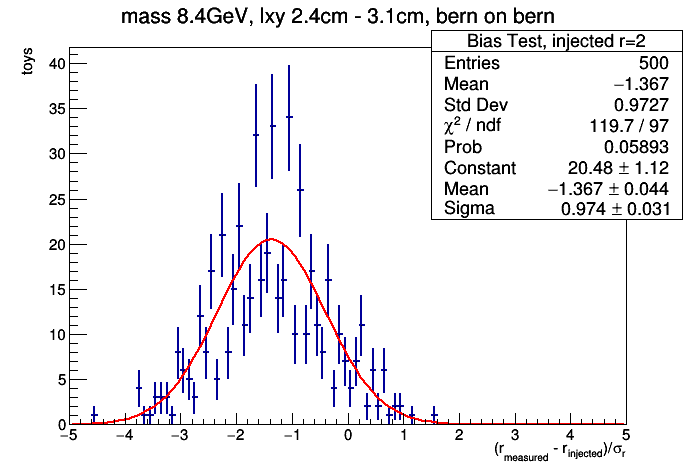 mass 8.4GeV, lxy 2.4cm - 3.1cm, bern on bern
Bias Test, injected r=2
Entries 500
Mean −1.367
Std Dev 0.9727
χ² / ndf 119.7 / 97
Prob 0.05893
Constant 20.48 ± 1.12
Mean −1.367 ± 0.044
Sigma 0.974 ± 0.031
toys
40
35
30
25
20
15
10
5
0
−5 −4 −3 −2 −1 0 1 2 3 4 5
(r_measured - r_injected)/σ_r